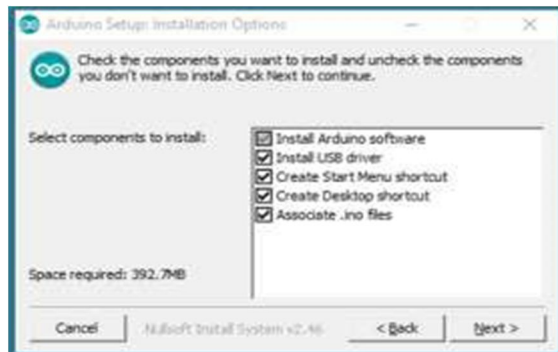 Arduino Setup: Installation Options
Check the components you want to install and uncheck the components
you don't want to install. Click Next to continue.
Select components to install:
Install Arduino software
Install USB driver
Create Start Menu shortcut
Create Desktop shortcut
Associate .ino files
Space required: 392.7MB
Cancel
Nullsoft Install System v2.46
< Back
Next >